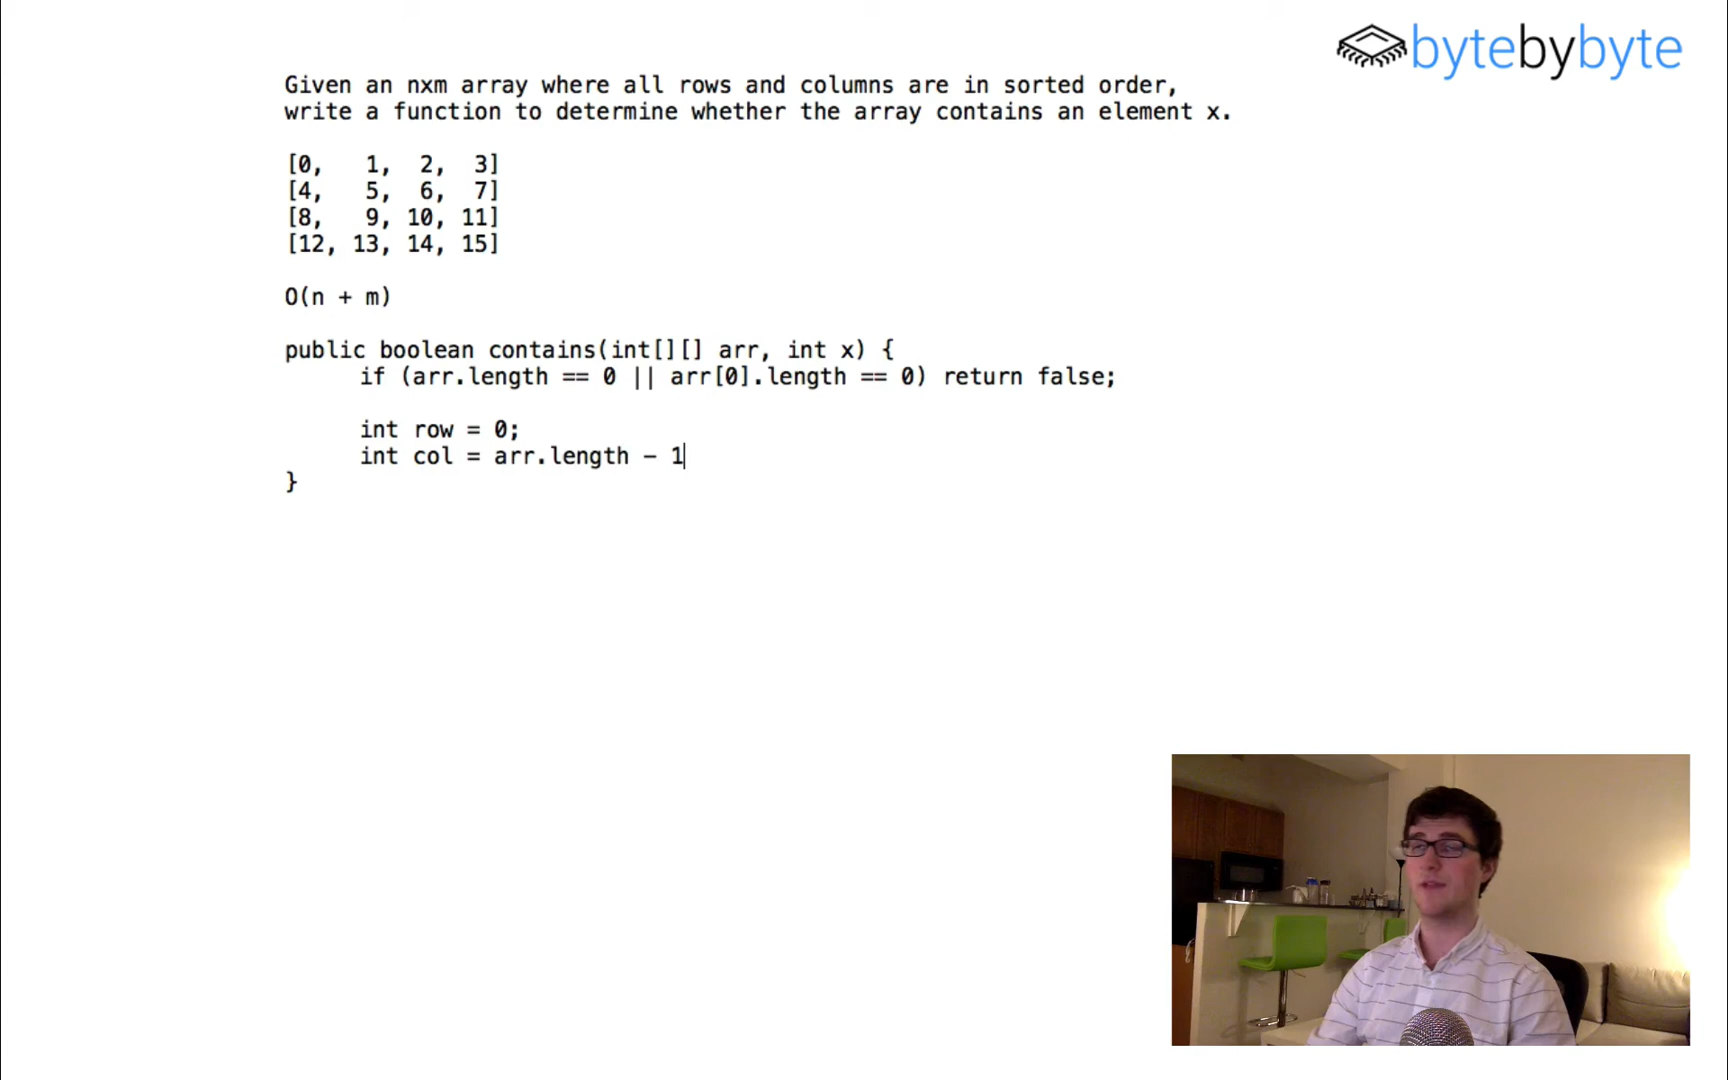 bytebybyte
Given an nxm array where all rows and columns are in sorted order,
write a function to determine whether the array contains an element x.
[0, 1, 2, 3]
[4, 5, 6, 7]
[8, 9, 10, 11]
[12, 13, 14, 15]
O(n + m)
public boolean contains(int[][] arr, int x) {
if (arr.length == 0 || arr[0].length == 0) return false;
int row = 0;
int col = arr.length - 1
}